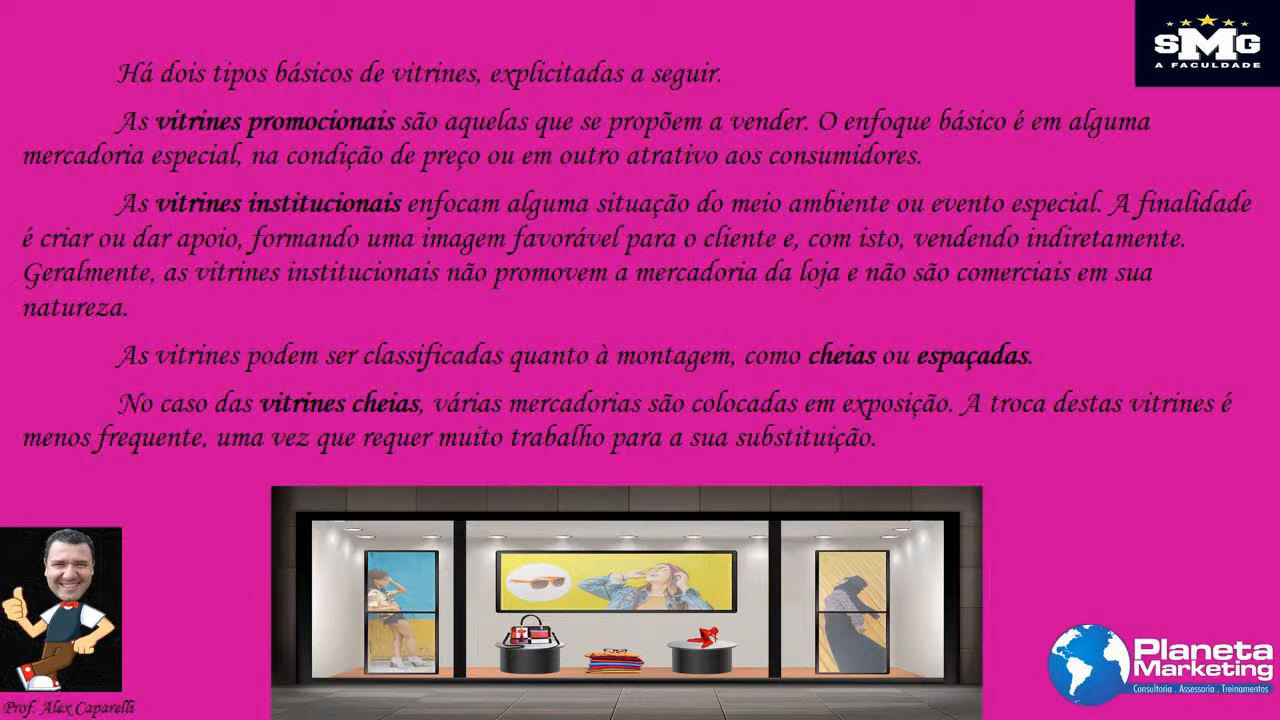 SMG
A FACULDADE
Há dois tipos básicos de vitrines, explicitadas a seguir.
As vitrines promocionais são aquelas que se propõem a vender. O enfoque básico é em alguma
mercadoria especial, na condição de preço ou em outro atrativo aos consumidores.
As vitrines institucionais enfocam alguma situação do meio ambiente ou evento especial. A finalidade
é criar ou dar apoio, formando uma imagem favorável para o cliente e, com isto, vendendo indiretamente.
Geralmente, as vitrines institucionais não promovem a mercadoria da loja e não são comerciais em sua
natureza.
As vitrines podem ser classificadas quanto à montagem, como cheias ou espaçadas.
No caso das vitrines cheias, várias mercadorias são colocadas em exposição. A troca destas vitrines é
menos frequente, uma vez que requer muito trabalho para a sua substituição.
Prof. Alex Caparelli
Planeta
Marketing
Consultoria . Assessoria . Treinamentos